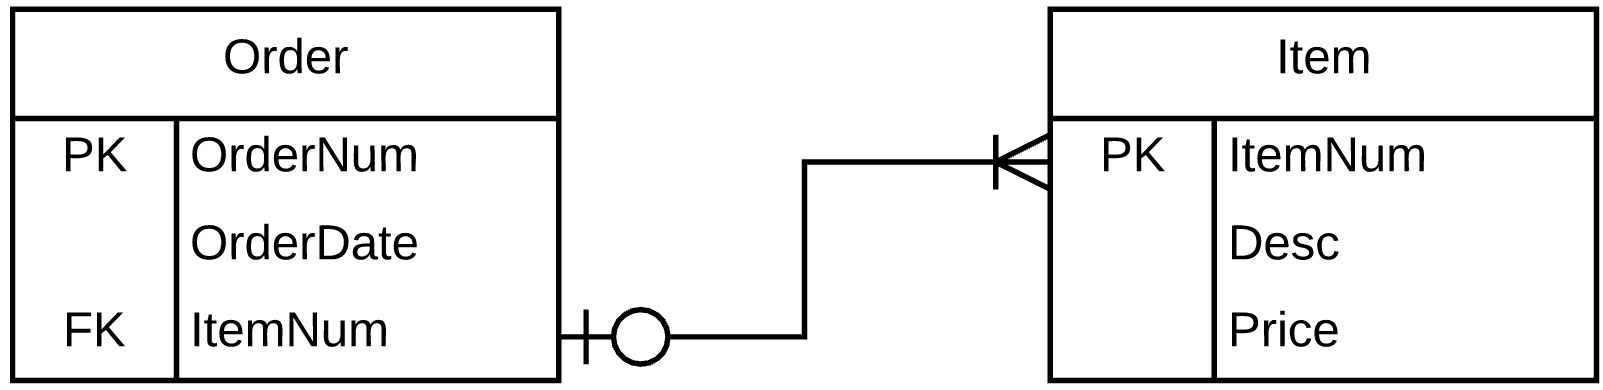 Order
PK OrderNum
OrderDate
FK ItemNum
Item
PK ItemNum
Desc
Price